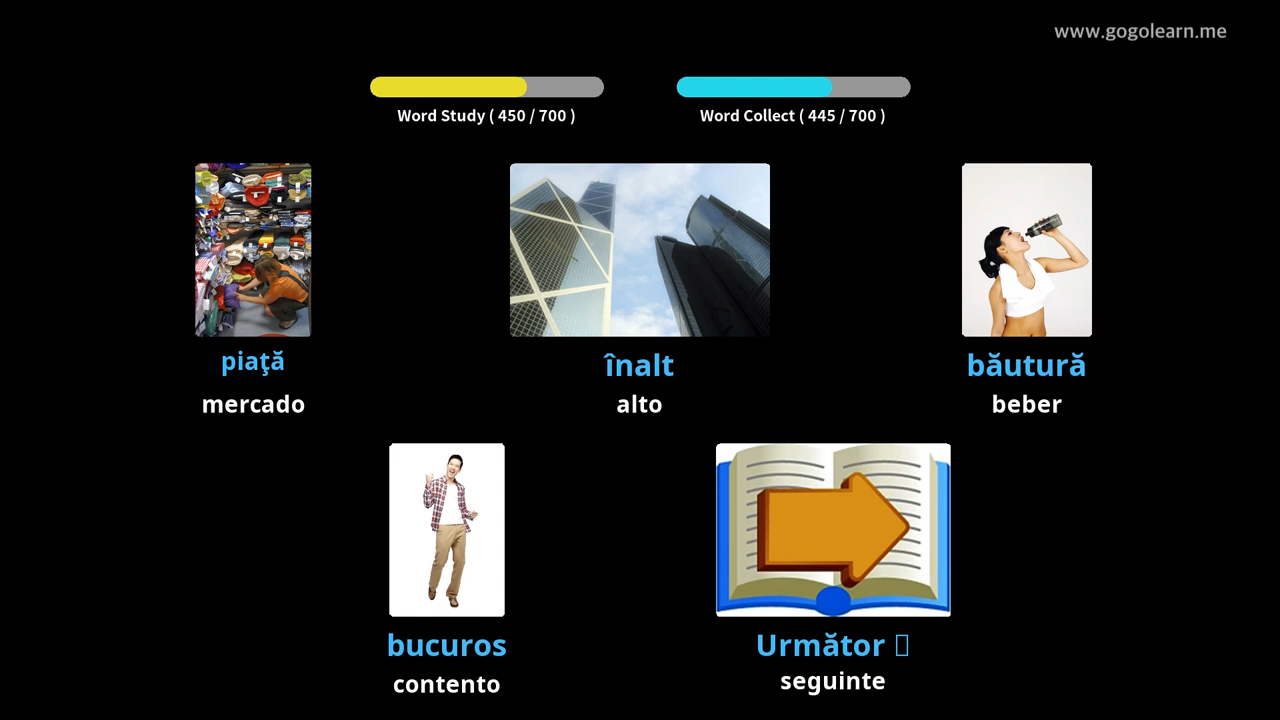 www.gogolearn.me
Word Study ( 450 / 700 )
Word Collect ( 445 / 700 )
piaţă
înalt
băutură
mercado
alto
beber
bucuros
Următor
contento
seguinte